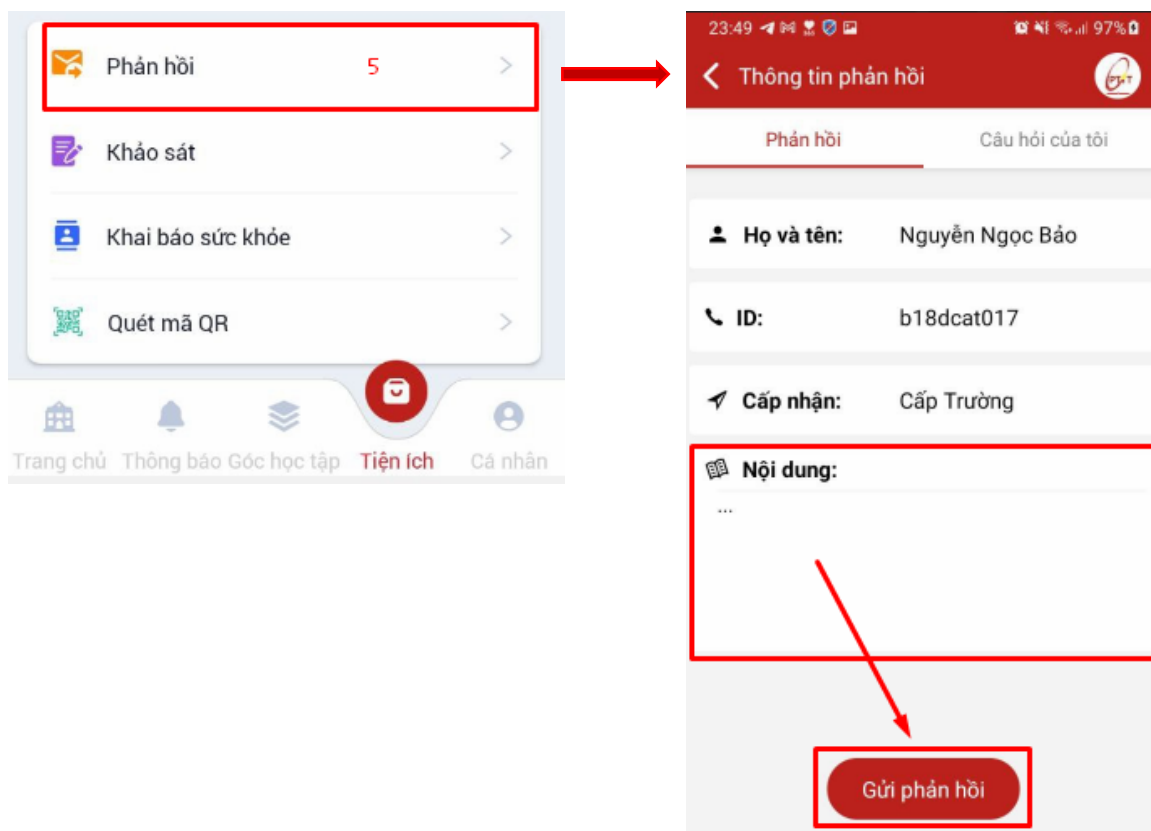 Phản hồi
5
Khảo sát
Khai báo sức khỏe
Quét mã QR
Trang chủ Thông báo Góc học tập Tiện ích Cá nhân
23:49 97%
Thông tin phản hồi
PTIT
Phản hồi Câu hỏi của tôi
Họ và tên: Nguyễn Ngọc Bảo
ID: b18dcat017
Cấp nhận: Cấp Trường
Nội dung:
...
Gửi phản hồi